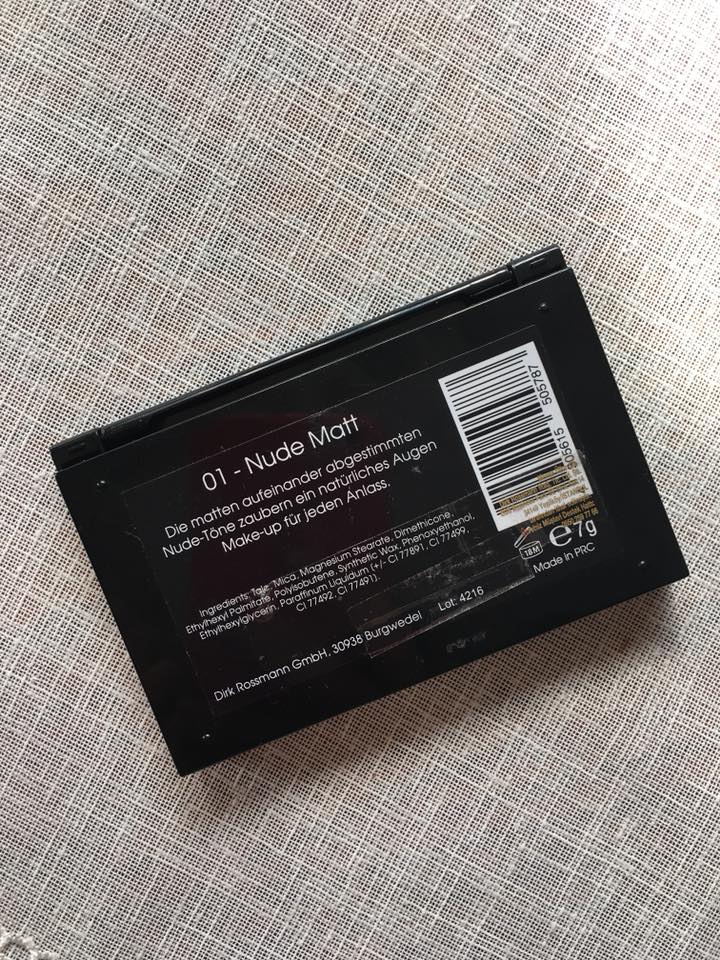 01 - Nude Matt
Die matten aufeinander abgestimmten
Nude-Töne zaubern ein natürliches Augen
Make-up für jeden Anlass.
Ingredients: Talc, Mica, Magnesium Stearate, Dimethicone,
Ethylhexyl Palmitate, Polyisobutene, Synthetic Wax, Phenoxyethanol,
Ethylhexylglycerin, Paraffinum Liquidum (+/- CI 77891, CI 77499,
CI 77492, CI 77491).
Dirk Rossmann GmbH, 30938 Burgwedel Lot: 4216
05615 505787
18M
e 7g
Made in PRC